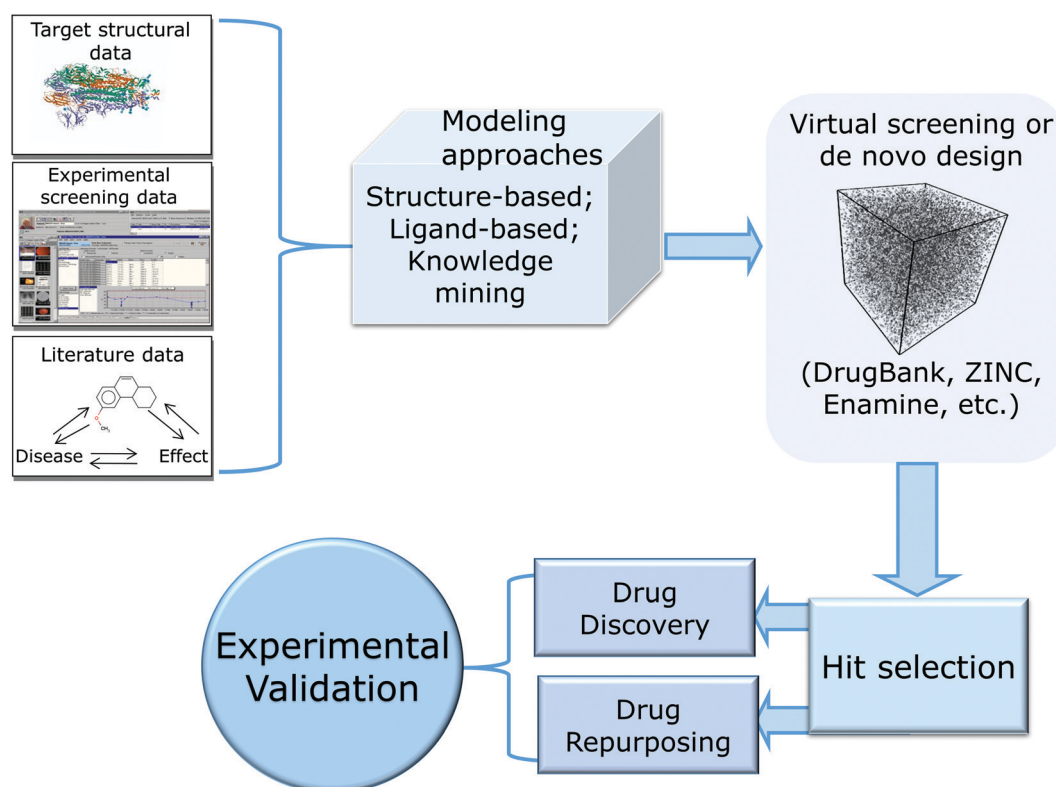 Target structural
data
Experimental
screening data
Literature data
CH₃
Disease
Effect
Modeling
approaches
Structure-based;
Ligand-based;
Knowledge
mining
Virtual screening or
de novo design
(DrugBank, ZINC,
Enamine, etc.)
Hit selection
Drug
Discovery
Drug
Repurposing
Experimental
Validation